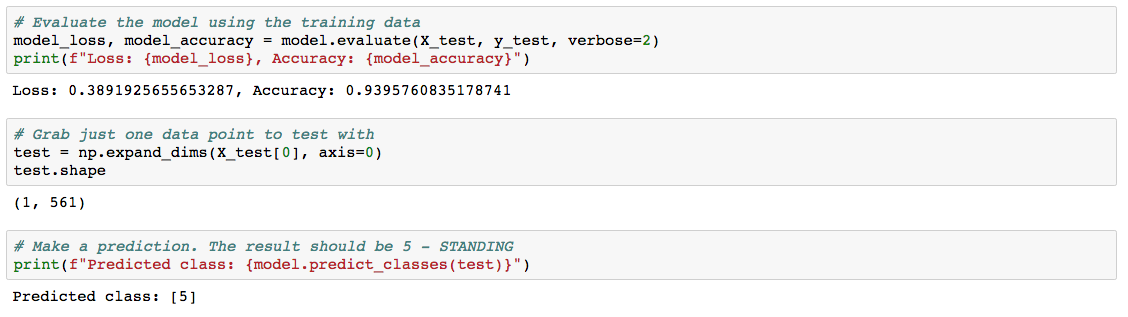 # Evaluate the model using the training data
model_loss, model_accuracy = model.evaluate(X_test, y_test, verbose=2)
print(f"Loss: {model_loss}, Accuracy: {model_accuracy}")
Loss: 0.3891925655653287, Accuracy: 0.9395760835178741
# Grab just one data point to test with
test = np.expand_dims(X_test[0], axis=0)
test.shape
(1, 561)
# Make a prediction. The result should be 5 - STANDING
print(f"Predicted class: {model.predict_classes(test)}")
Predicted class: [5]